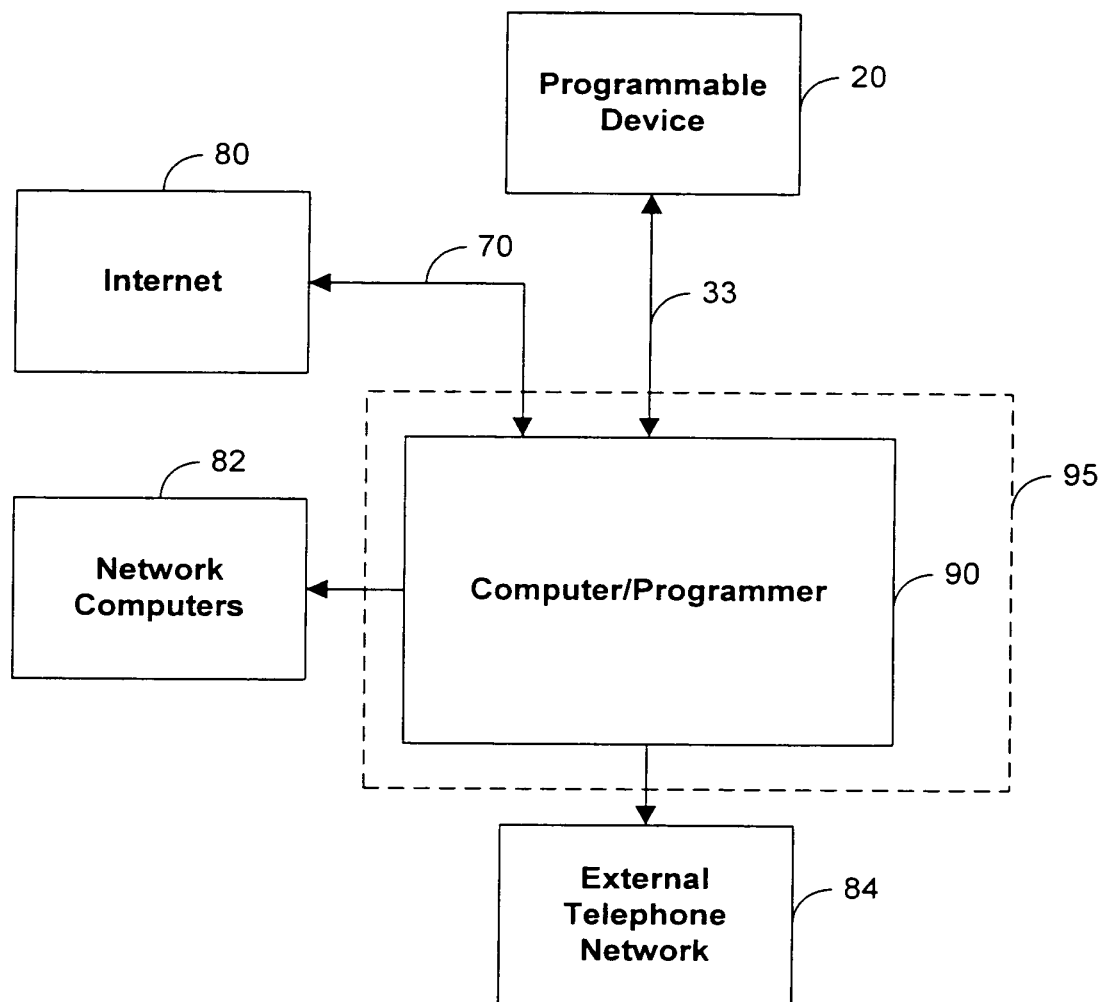 Programmable
Device
20
80
Internet
70
33
95
82
Network
Computers
Computer/Programmer
90
External
Telephone
Network
84